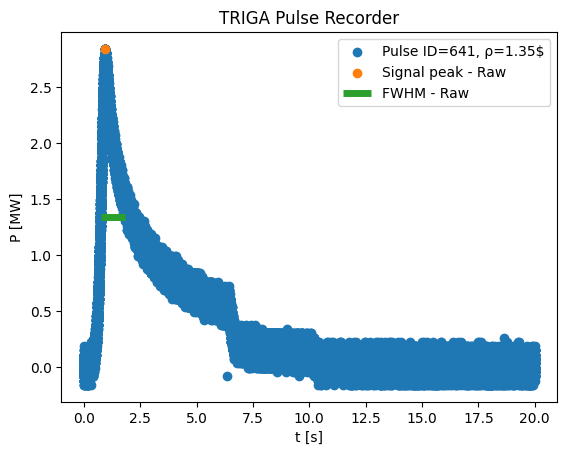 TRIGA Pulse Recorder
Pulse ID=641, ρ=1.35$
Signal peak - Raw
FWHM - Raw
P [MW]
2.5
2.0
1.5
1.0
0.5
0.0
0.0 2.5 5.0 7.5 10.0 12.5 15.0 17.5 20.0
t [s]